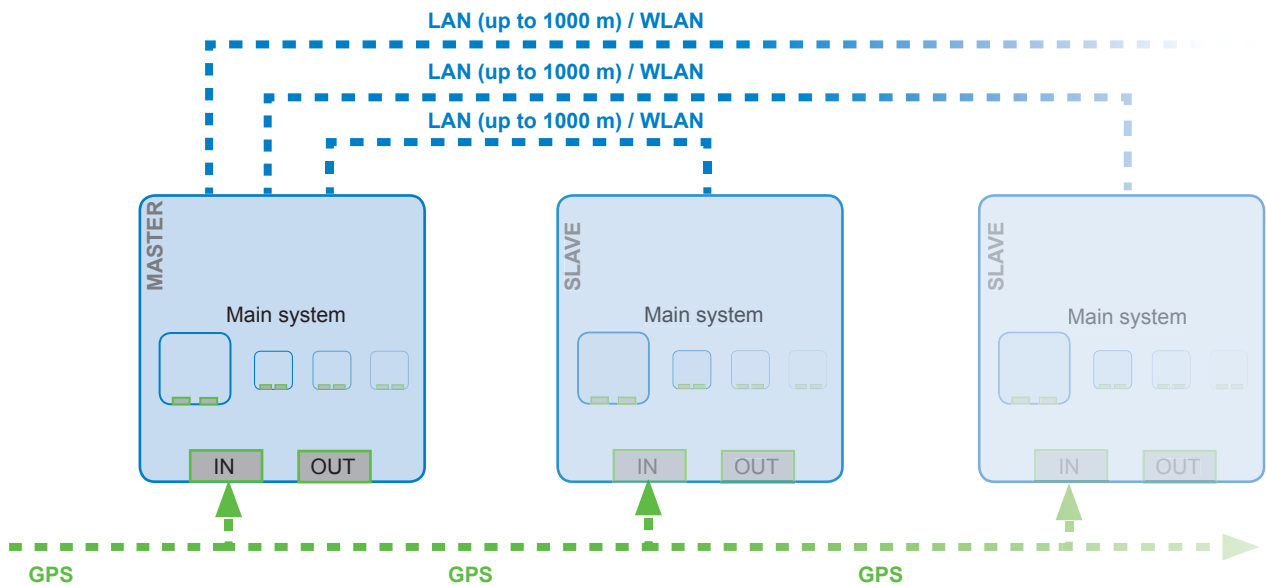 LAN (up to 1000 m) / WLAN
LAN (up to 1000 m) / WLAN
LAN (up to 1000 m) / WLAN
MASTER
Main system
IN
OUT
SLAVE
Main system
IN
OUT
SLAVE
Main system
IN
OUT
GPS
GPS
GPS